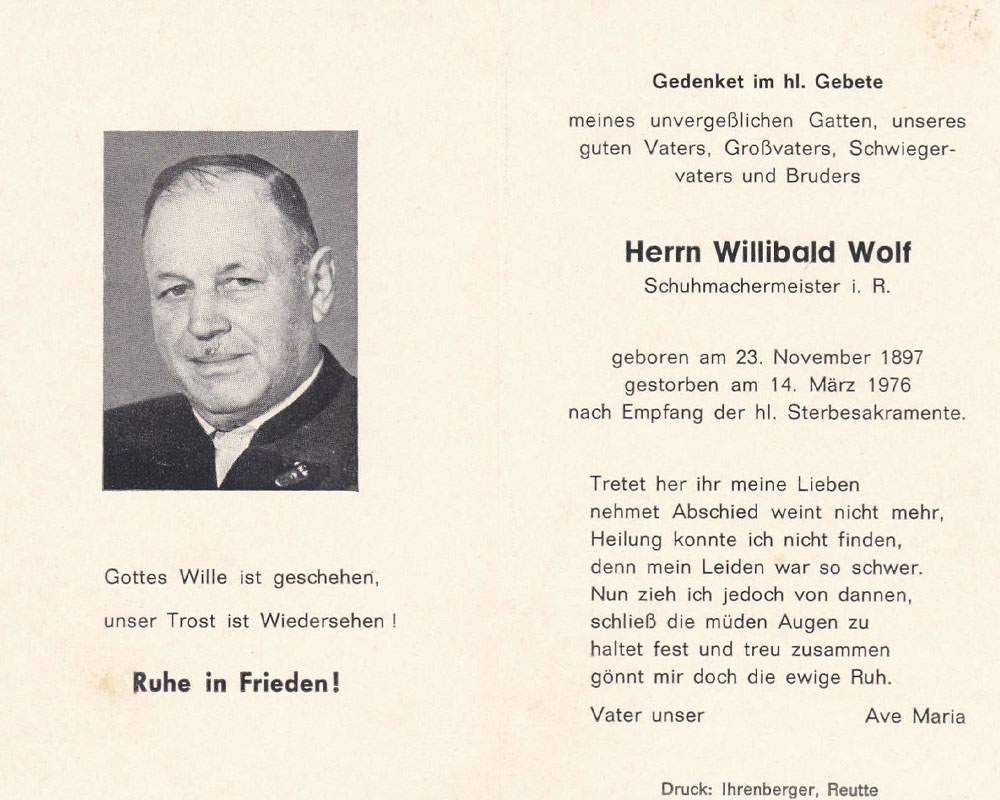 Gottes Wille ist geschehen,
unser Trost ist Wiedersehen !
Ruhe in Frieden!
Gedenket im hl. Gebete
meines unvergeßlichen Gatten, unseres
guten Vaters, Großvaters, Schwieger-
vaters und Bruders
Herrn Willibald Wolf
Schuhmachermeister i. R.
geboren am 23. November 1897
gestorben am 14. März 1976
nach Empfang der hl. Sterbesakramente.
Tretet her ihr meine Lieben
nehmet Abschied weint nicht mehr,
Heilung konnte ich nicht finden,
denn mein Leiden war so schwer.
Nun zieh ich jedoch von dannen,
schließ die müden Augen zu
haltet fest und treu zusammen
gönnt mir doch die ewige Ruh.
Vater unser Ave Maria
Druck: Ihrenberger, Reutte